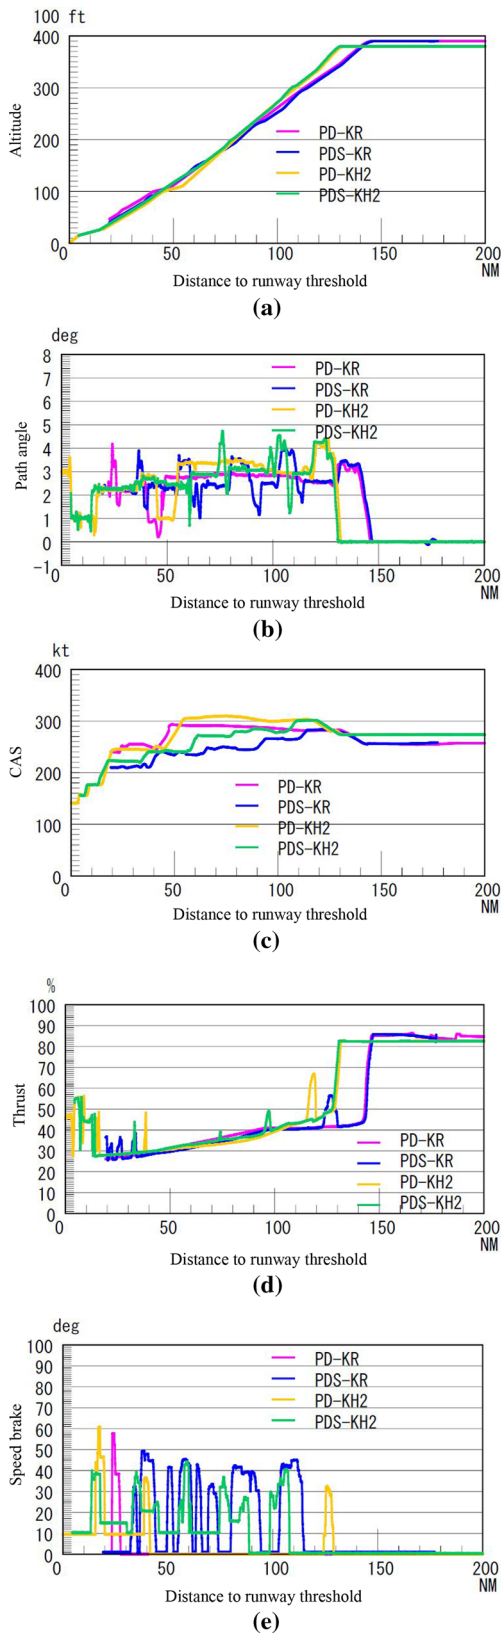 100 ft
400
300
200
100
0
Altitude
PD-KR
PDS-KR
PD-KH2
PDS-KH2
0 50 100 150 200
NM
Distance to runway threshold
(a)
deg
8
7
6
5
4
3
2
1
0
-1
Path angle
PD-KR
PDS-KR
PD-KH2
PDS-KH2
0 50 100 150 200
NM
Distance to runway threshold
(b)
kt
400
300
200
100
0
CAS
PD-KR
PDS-KR
PD-KH2
PDS-KH2
0 50 100 150 200
NM
Distance to runway threshold
(c)
%
100
90
80
70
60
50
40
30
20
10
0
Thrust
PD-KR
PDS-KR
PD-KH2
PDS-KH2
0 50 100 150 200
NM
Distance to runway threshold
(d)
deg
100
90
80
70
60
50
40
30
20
10
0
Speed brake
PD-KR
PDS-KR
PD-KH2
PDS-KH2
0 50 100 150 200
NM
Distance to runway threshold
(e)